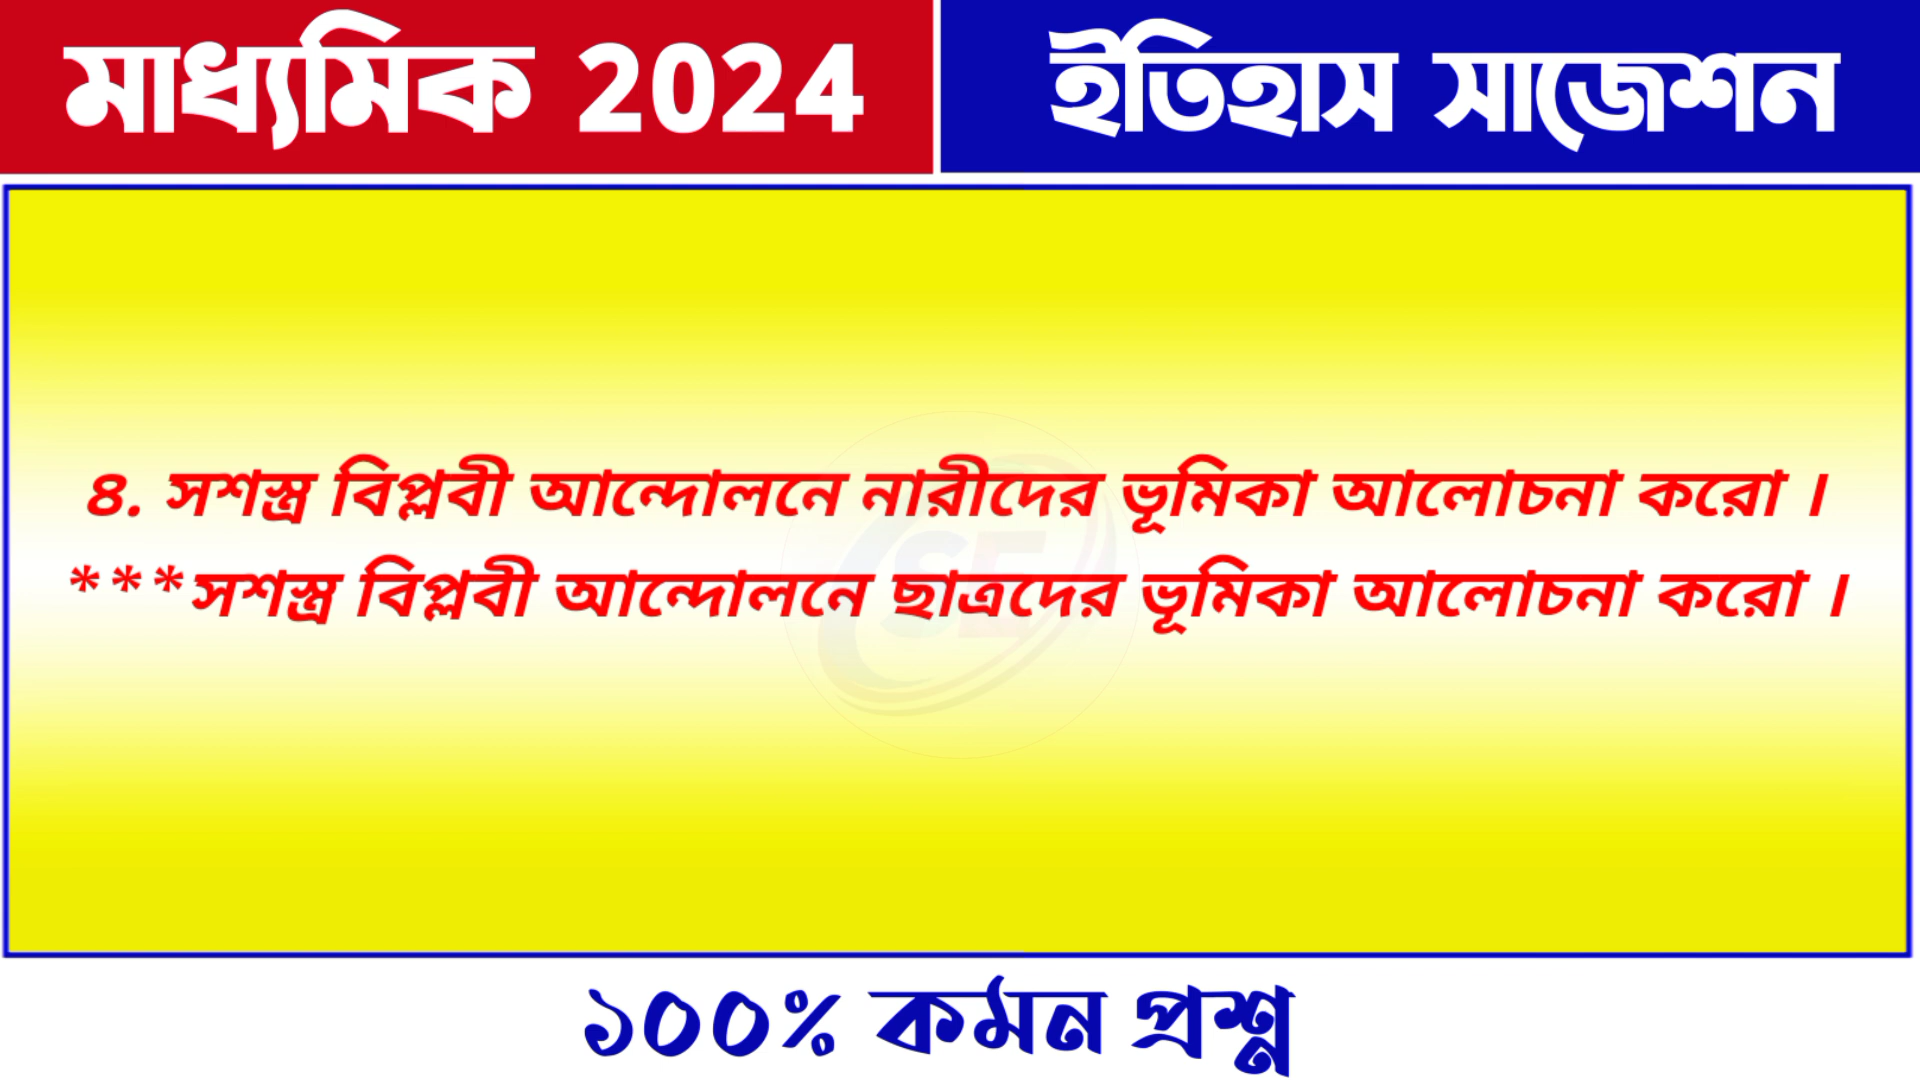 মাধ্যমিক 2024
ইতিহাস সাজেশন
৪. সশস্ত্র বিপ্লবী আন্দোলনে নারীদের ভূমিকা আলোচনা করো ।
***সশস্ত্র বিপ্লবী আন্দোলনে ছাত্রদের ভূমিকা আলোচনা করো ।
SE
১০০% কমন প্রশ্ন